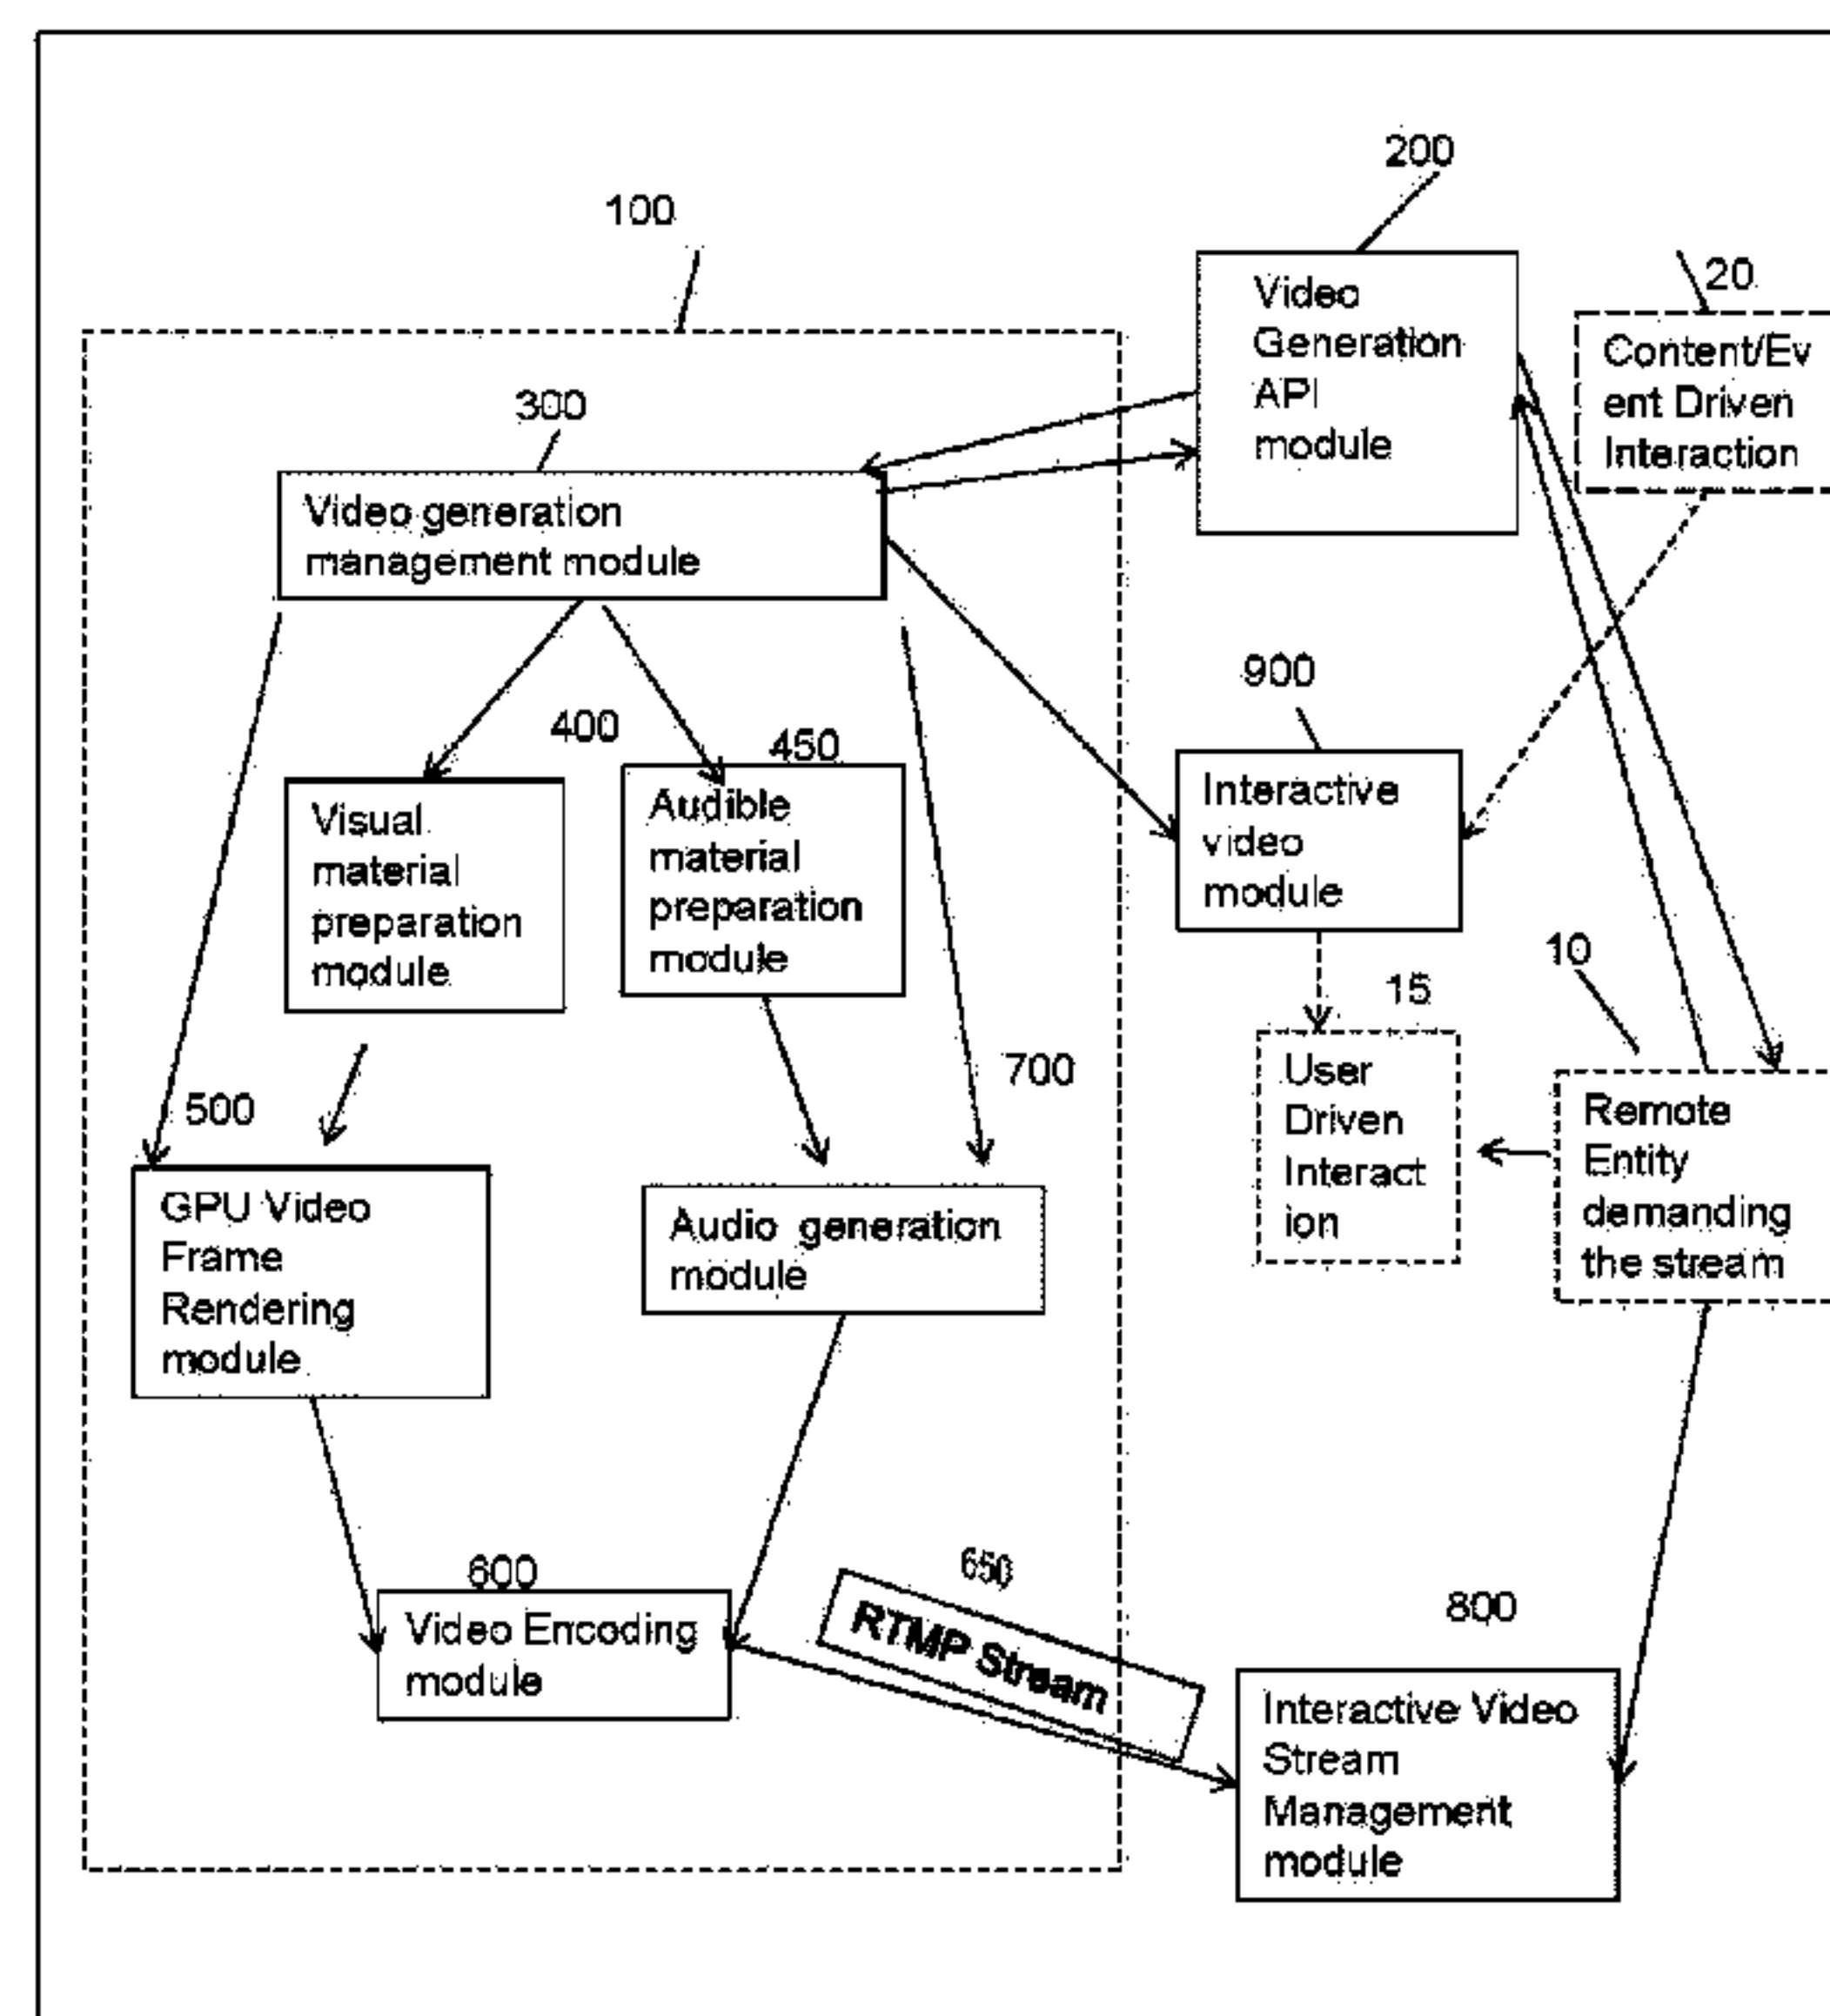 200
100
20
Video
Generation
API
module
Content/Ev
ent Driven
Interaction
300
Video generation
management module
900
400
450
Interactive
video
module
Visual
material
preparation
module
Audible
material
preparation
module
10
15
700
500
User
Driven
Interact
ion
Remote
Entity
demanding
the stream
GPU Video
Frame
Rendering
module
Audio generation
module
600
650
800
Video Encoding
module
RTMP Stream
Interactive Video
Stream
Management
module